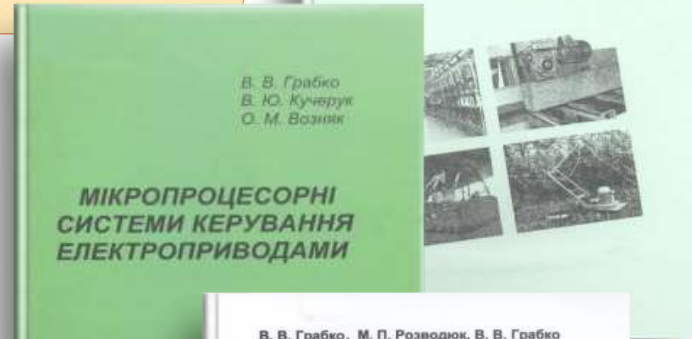 В. В. Грабко
В. Ю. Кучерук
О. М. Возняк
МІКРОПРОЦЕСОРНІ
СИСТЕМИ КЕРУВАННЯ
ЕЛЕКТРОПРИВОДАМИ
В. В. Грабко, М. П. Розводюк, В. В. Грабко